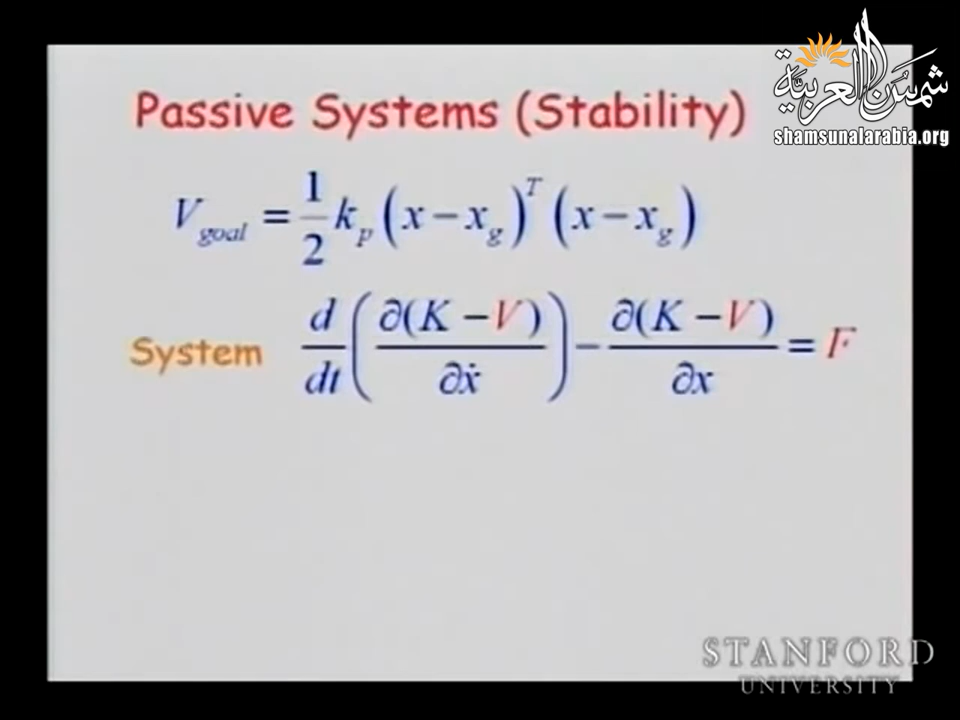 شمس العربية
shamsunalarabia.org
Passive Systems (Stability)
V_goal = 1/2 k_p (x − x_g)^T (x − x_g)
System d/dt (∂(K − V)/∂ẋ) − ∂(K − V)/∂x = F
STANFORD
UNIVERSITY